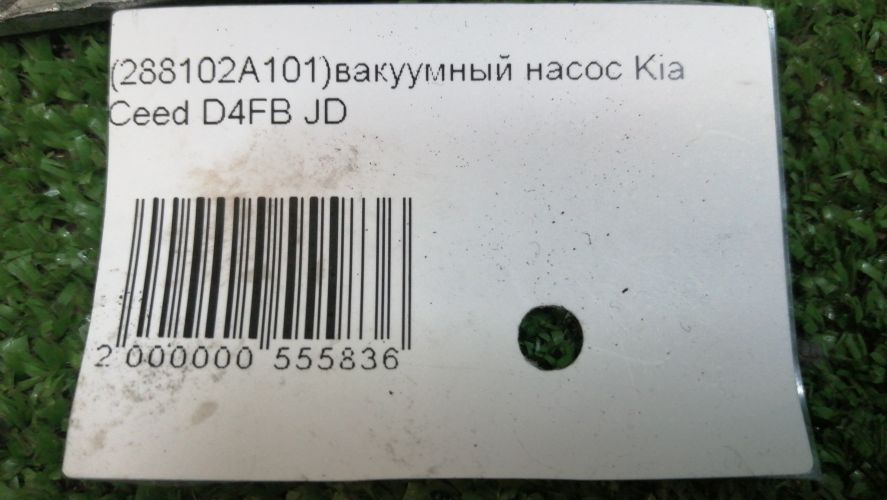 (288102A101)вакуумный насос Kia
Ceed D4FB JD
2 000000 555836